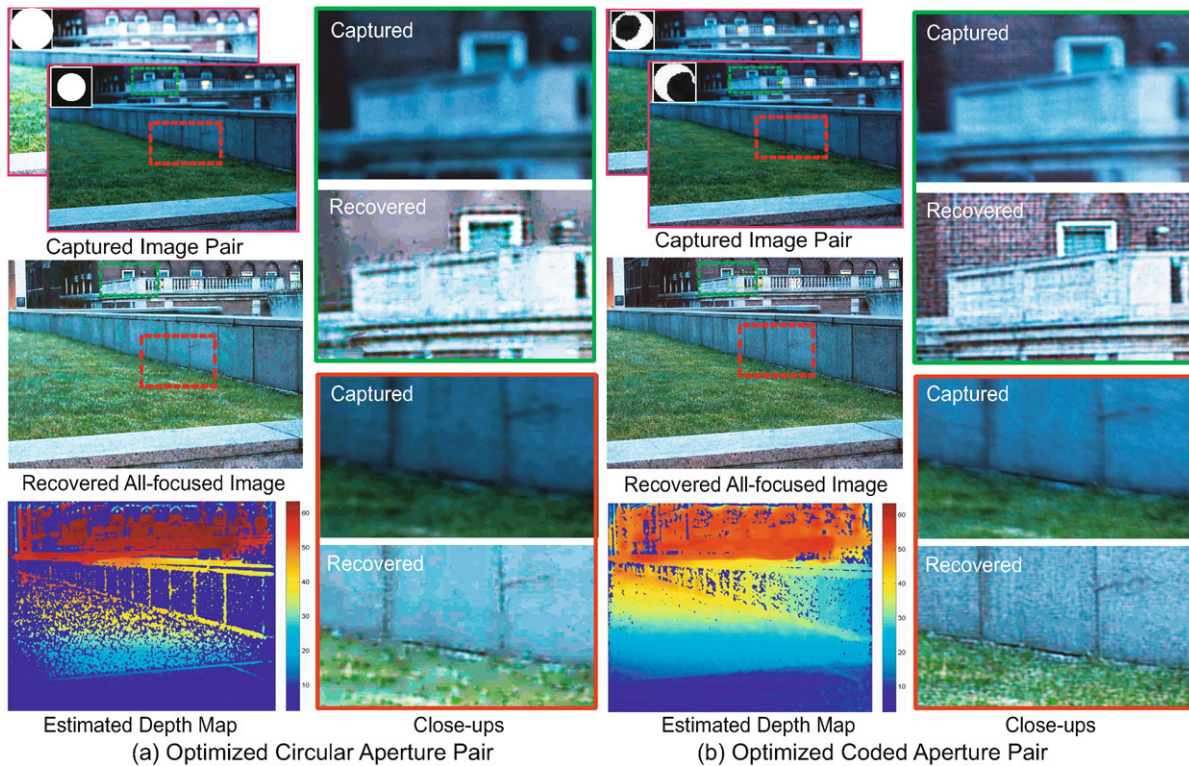 Captured
Recovered
Captured Image Pair
Recovered All-focused Image
Captured
Recovered
60
50
40
30
20
10
Estimated Depth Map
Close-ups
(a) Optimized Circular Aperture Pair
Captured
Recovered
Captured Image Pair
Recovered All-focused Image
Captured
Recovered
60
50
40
30
20
10
Estimated Depth Map
Close-ups
(b) Optimized Coded Aperture Pair